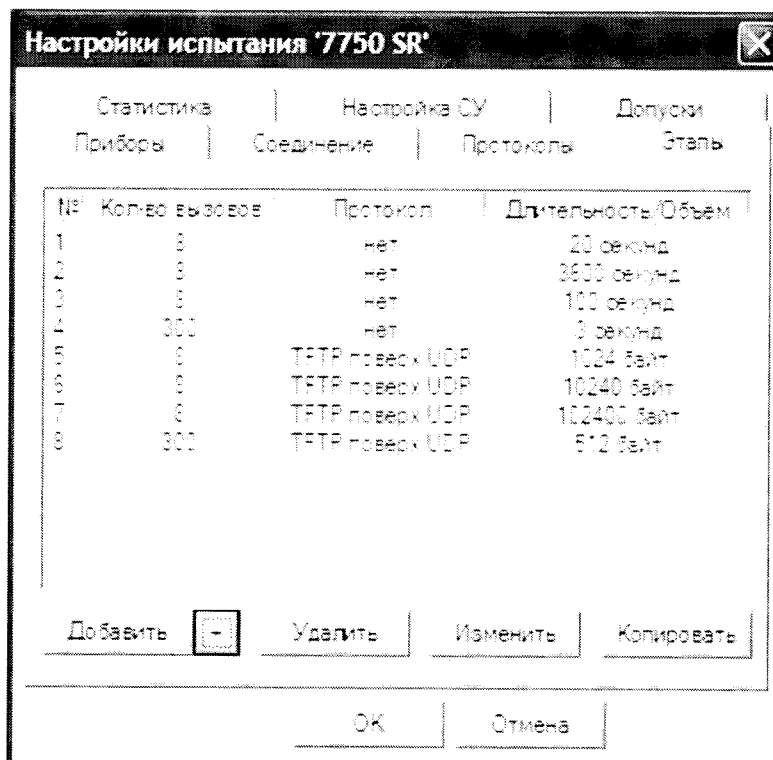 Настройки испытания '7750 SR'
Статистика Настройка СУ Допуски
Приборы Соединение Протоколы Этапы
№ Кол-во вызовов Протокол Длительность/Объём
1 8 нет 20 секунд
2 8 нет 3600 секунд
3 8 нет 100 секунд
4 300 нет 3 секунд
5 8 TFTP поверх UDP 1024 байт
6 8 TFTP поверх UDP 10240 байт
7 8 TFTP поверх UDP 102400 байт
8 300 TFTP поверх UDP 512 байт
Добавить Удалить Изменить Копировать
OK Отмена